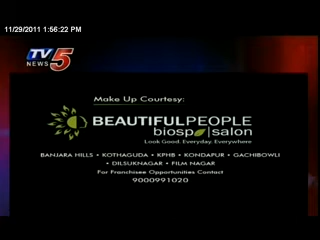 11/29/2011 1:56:22 PM
TV5
NEWS
Make Up Courtesy:
BEAUTIFULPEOPLE
biospa|salon
Look Good. Everyday. Everywhere
BANJARA HILLS • KOTHAGUDA • KPHB • KONDAPUR • GACHIBOWLI
• DILSUKNAGAR • FILM NAGAR
For Franchisee Opportunities Contact
9000991020